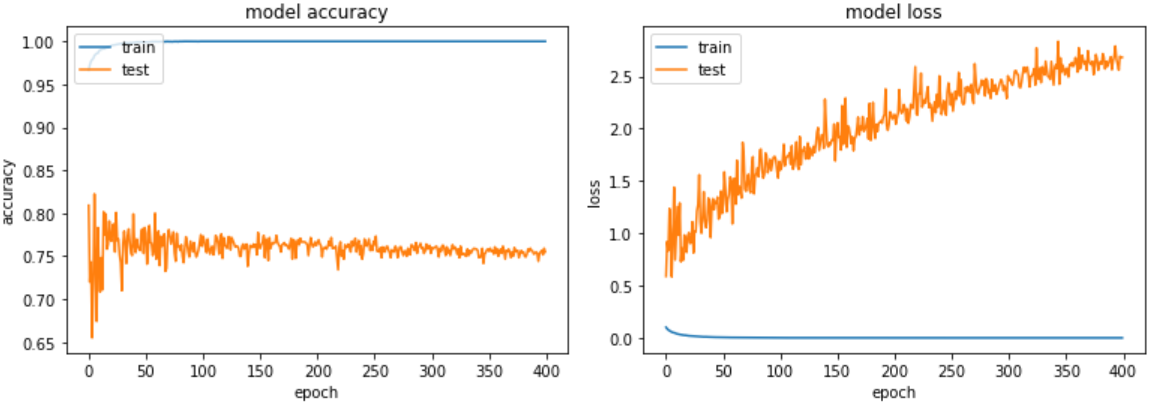 model accuracy
1.00
0.95
0.90
0.85
0.80
0.75
0.70
0.65
accuracy
train
test
0 50 100 150 200 250 300 350 400
epoch
model loss
2.5
2.0
1.5
1.0
0.5
0.0
loss
train
test
0 50 100 150 200 250 300 350 400
epoch